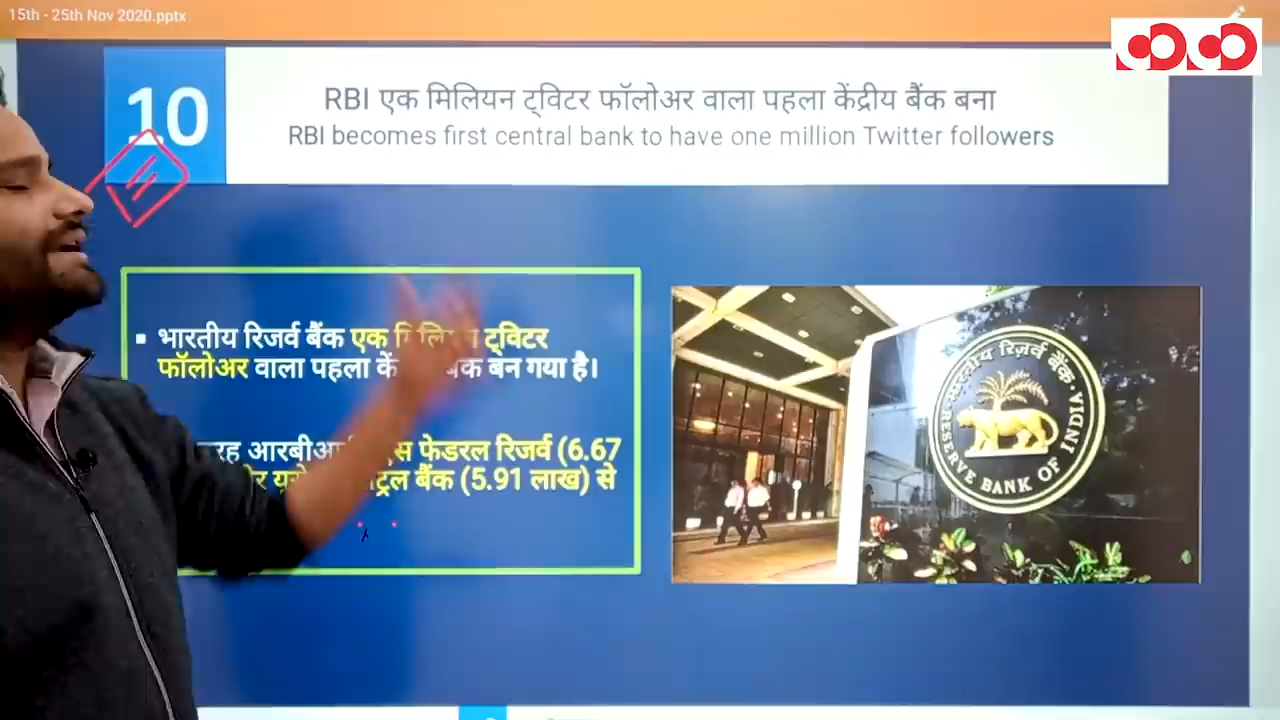 15th - 25th Nov 2020.pptx
10
RBI एक मिलियन ट्विटर फॉलोअर वाला पहला केंद्रीय बैंक बना
RBI becomes first central bank to have one million Twitter followers
भारतीय रिजर्व बैंक एक ट्विटर
फॉलोअर वाला पहला बन गया है।
फेडरल रिजर्व (6.67
बैंक (5.91 लाख) से
भारतीय रिज़र्व बैंक
RESERVE BANK OF INDIA